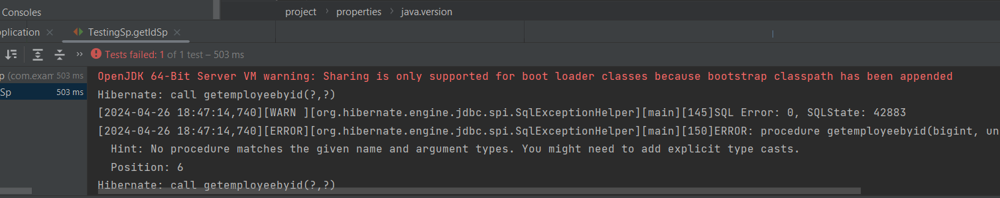 Consoles
project > properties > java.version
plication × TestingSp.getIdSp ×
>> Tests failed: 1 of 1 test – 503 ms
p (com.exam 503 ms
Sp 503 ms
OpenJDK 64-Bit Server VM warning: Sharing is only supported for boot loader classes because bootstrap classpath has been appended
Hibernate: call getemployeebyid(?,?)
[2024-04-26 18:47:14,740][WARN ][org.hibernate.engine.jdbc.spi.SqlExceptionHelper][main][145]SQL Error: 0, SQLState: 42883
[2024-04-26 18:47:14,740][ERROR][org.hibernate.engine.jdbc.spi.SqlExceptionHelper][main][150]ERROR: procedure getemployeebyid(bigint, un
Hint: No procedure matches the given name and argument types. You might need to add explicit type casts.
Position: 6
Hibernate: call getemployeebyid(?,?)